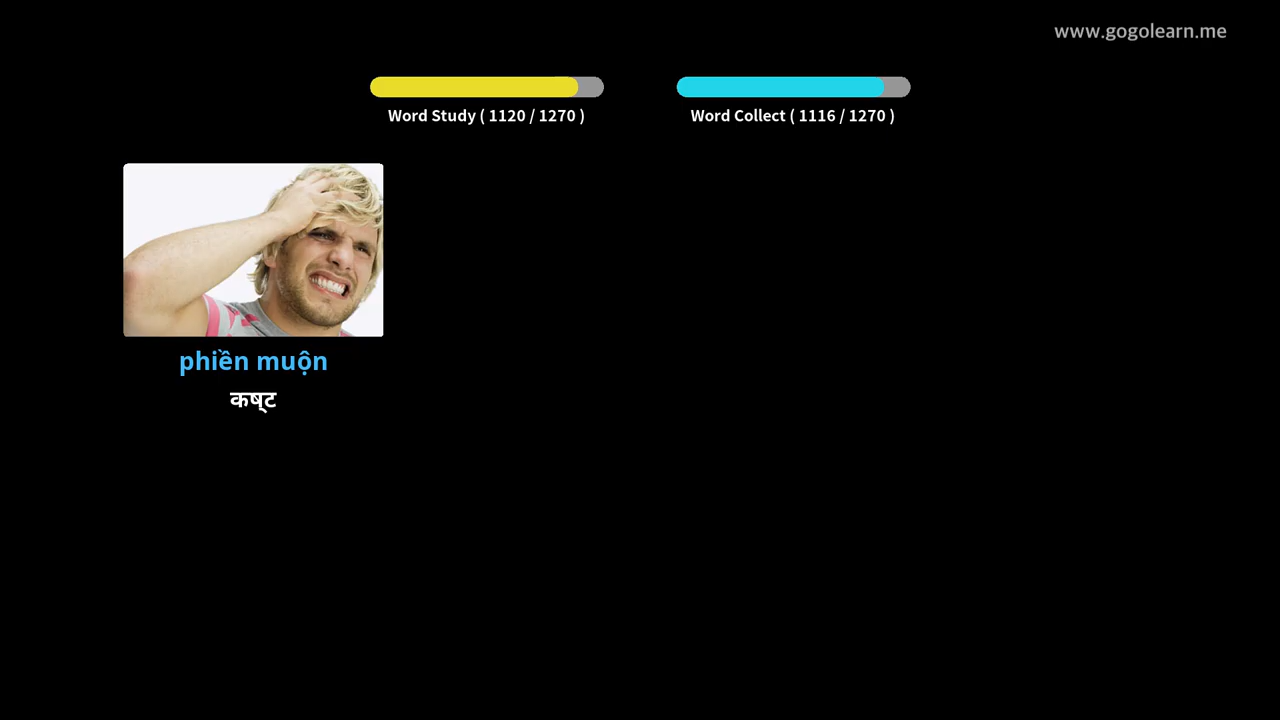 www.gogolearn.me
Word Study ( 1120 / 1270 )
Word Collect ( 1116 / 1270 )
phiền muộn
कष्ट